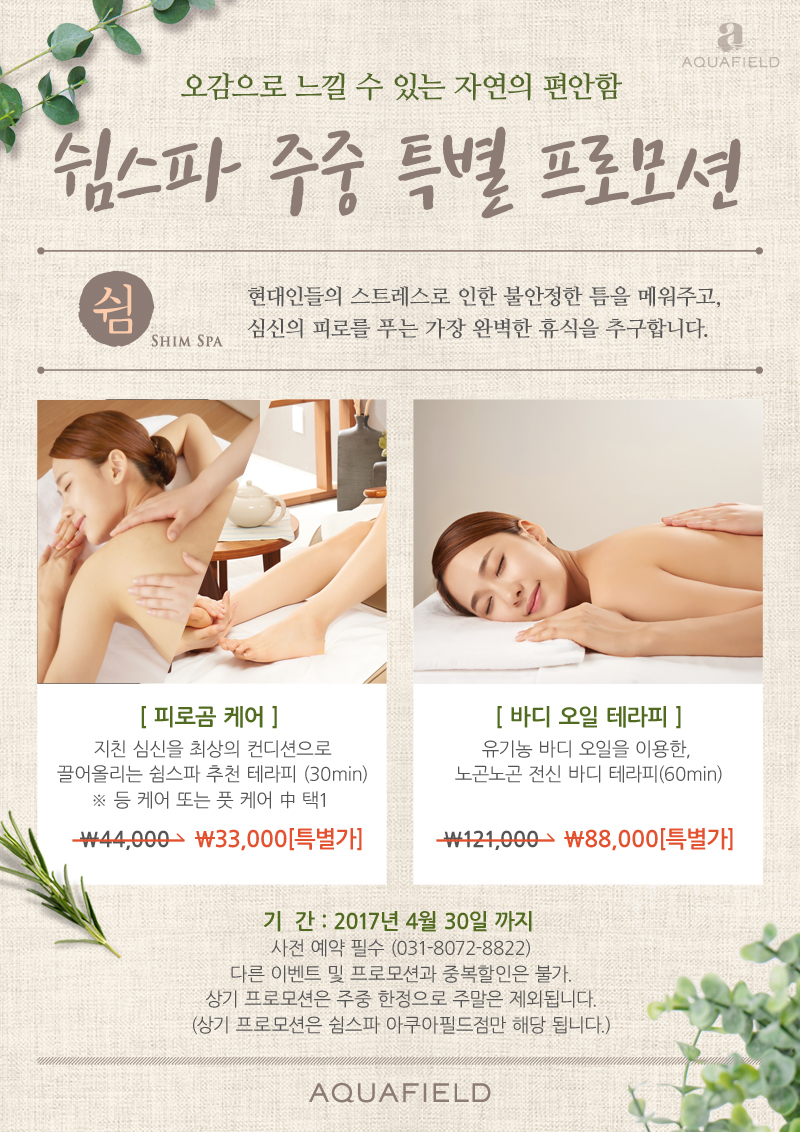 AQUAFIELD
오감으로 느낄 수 있는 자연의 편안함
쉼스파 주중 특별 프로모션
쉼
SHIM SPA
현대인들의 스트레스로 인한 불안정한 틈을 메워주고,
심신의 피로를 푸는 가장 완벽한 휴식을 추구합니다.
[ 피로곰 케어 ]
지친 심신을 최상의 컨디션으로
끌어올리는 쉼스파 추천 테라피 (30min)
※ 등 케어 또는 풋 케어 中 택1
₩44,000 → ₩33,000[특별가]
[ 바디 오일 테라피 ]
유기농 바디 오일을 이용한,
노곤노곤 전신 바디 테라피(60min)
₩121,000 → ₩88,000[특별가]
기 간 : 2017년 4월 30일 까지
사전 예약 필수 (031-8072-8822)
다른 이벤트 및 프로모션과 중복할인은 불가.
상기 프로모션은 주중 한정으로 주말은 제외됩니다.
(상기 프로모션은 쉼스파 아쿠아필드점만 해당 됩니다.)
AQUAFIELD